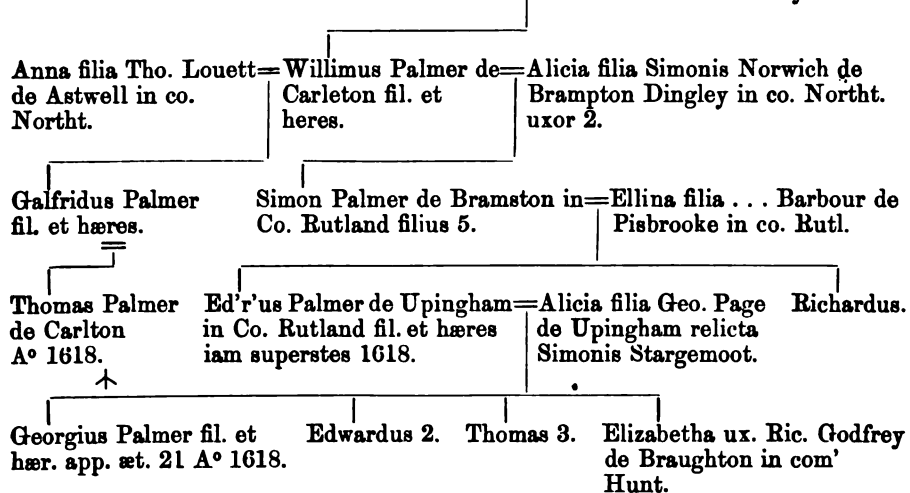 Anna filia Tho. Louett
de Astwell in co.
Northt.
Willimus Palmer de
Carleton fil. et
heres.
Alicia filia Simonis Norwich de
Brampton Dingley in co. Northt.
uxor 2.
Galfridus Palmer
fil. et hæres.
Simon Palmer de Bramston in
Co. Rutland filius 5.
Ellina filia . . . Barbour de
Pisbrooke in co. Rutl.
Thomas Palmer
de Carlton
Aº 1618.
Ed'r'us Palmer de Upingham
in Co. Rutland fil. et hæres
iam superstes 1618.
Alicia filia Geo. Page
de Upingham relicta
Simonis Stargemoot.
Richardus.
Georgius Palmer fil. et
hær. app. æt. 21 Aº 1618.
Edwardus 2.
Thomas 3.
Elizabetha ux. Ric. Godfrey
de Braughton in com'
Hunt.